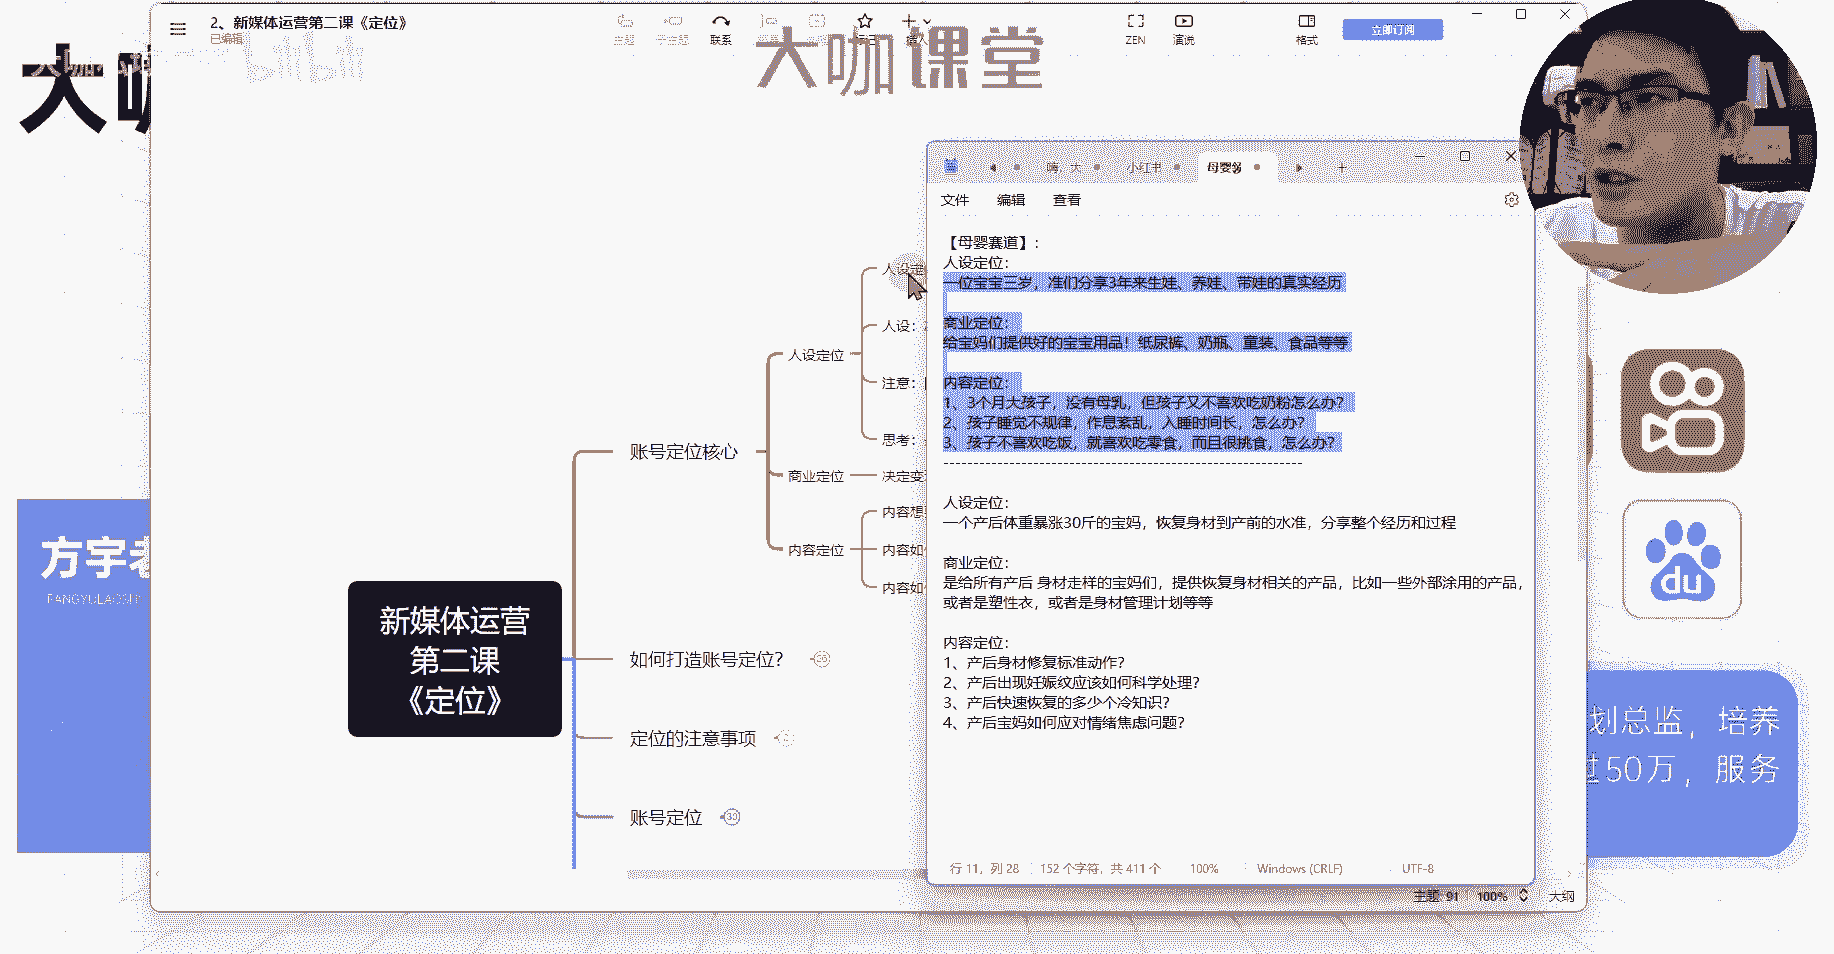 2、新媒体运营第二课《定位》
已编辑
主题
子主题
联系
插入
ZEN
演说
格式
立即订阅
bilibili
大咖课堂
大咖
方宇老
FANGYULAOSHI
新媒体运营
第二课
《定位》
账号定位核心
人设定位
人设定
人设:
注意:
思考:
商业定位
决定变
内容定位
内容想
内容如
内容如
如何打造账号定位?
定位的注意事项
账号定位
30
嗨,大
小红书
母婴
文件
编辑
查看
【母婴赛道】:
人设定位:
一位宝宝三岁,准们分享3年来生娃、养娃、带娃的真实经历
商业定位:
给宝妈们提供好的宝宝用品!纸尿裤、奶瓶、童装、食品等等
内容定位:
1、3个月大孩子,没有母乳,但孩子又不喜欢吃奶粉怎么办?
2、孩子睡觉不规律,作息紊乱,入睡时间长,怎么办?
3、孩子不喜欢吃饭,就喜欢吃零食,而且很挑食,怎么办?
--------------------------------------------------------
人设定位:
一个产后体重暴涨30斤的宝妈,恢复身材到产前的水准,分享整个经历和过程
商业定位:
是给所有产后 身材走样的宝妈们,提供恢复身材相关的产品,比如一些外部涂用的产品,
或者是塑性衣,或者是身材管理计划等等
内容定位:
1、产后身材修复标准动作?
2、产后出现妊娠纹应该如何科学处理?
3、产后快速恢复的多少个冷知识?
4、产后宝妈如何应对情绪焦虑问题?
行 11,列 28
152 个字符,共 411 个
100%
Windows (CRLF)
UTF-8
主题 91
100%
大纲
du
划总监,培养
过50万,服务